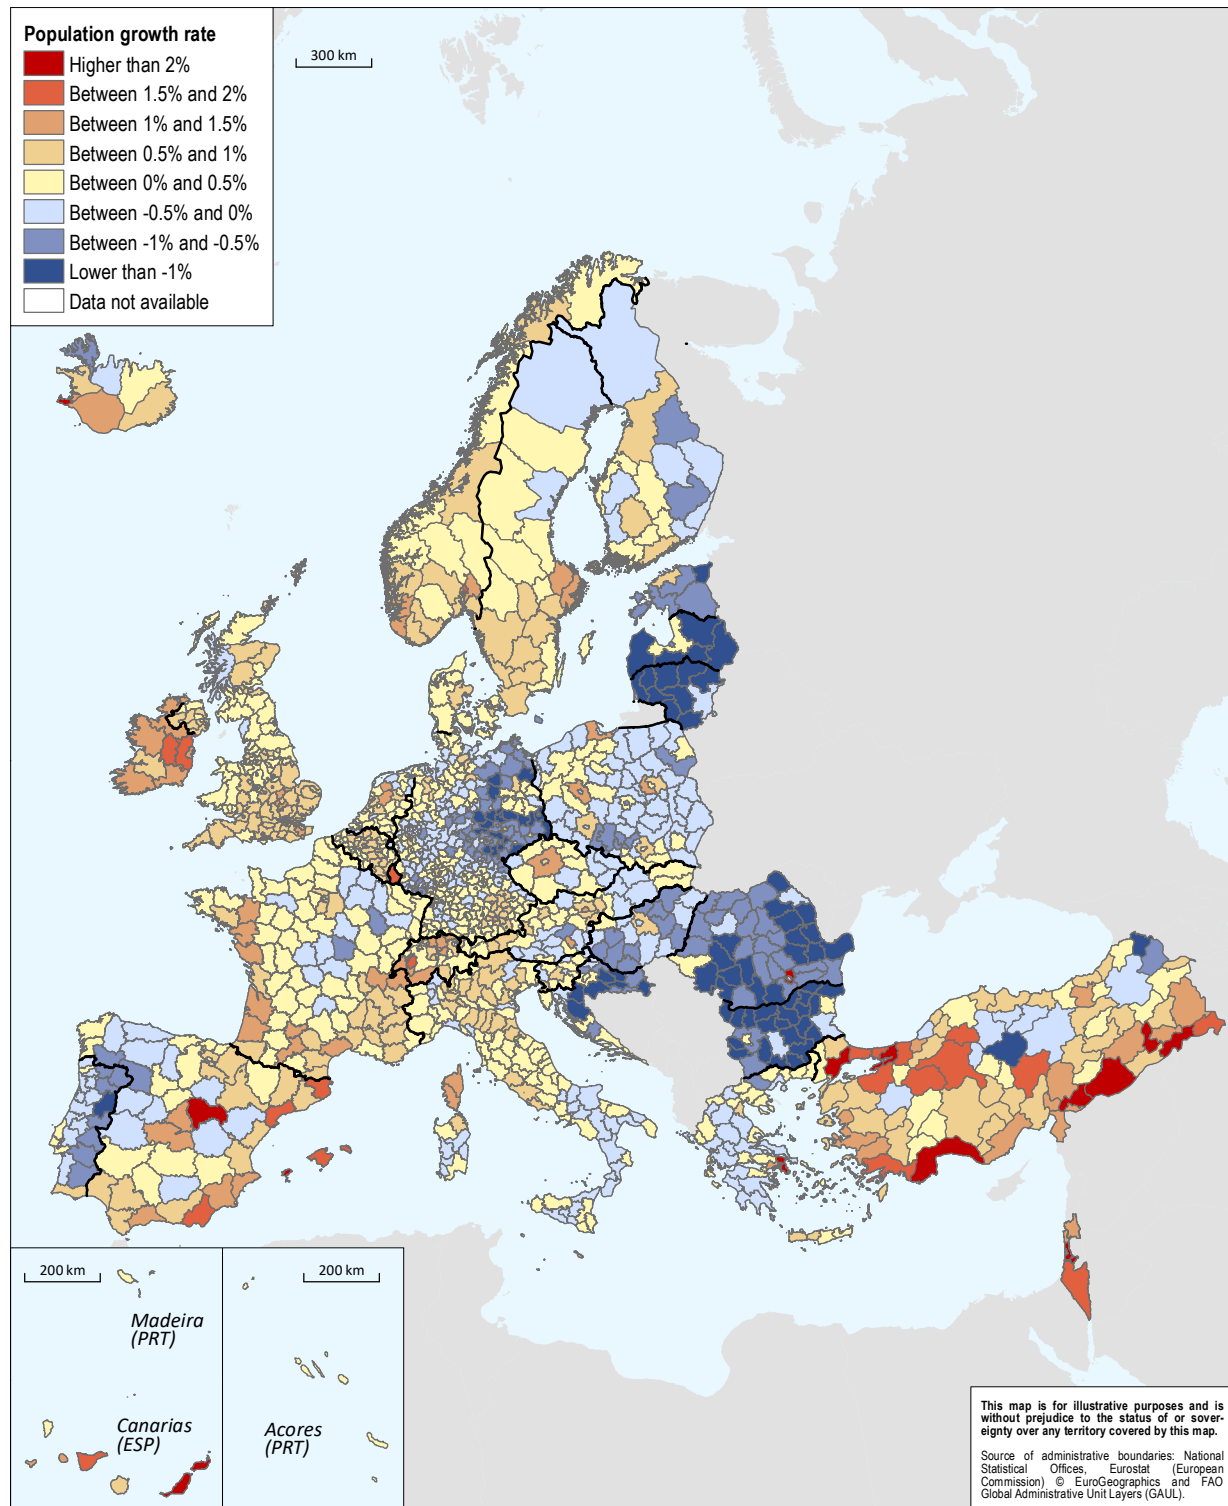 Population growth rate
Higher than 2%
Between 1.5% and 2%
Between 1% and 1.5%
Between 0.5% and 1%
Between 0% and 0.5%
Between -0.5% and 0%
Between -1% and -0.5%
Lower than -1%
Data not available
300 km
200 km
Madeira
(PRT)
Canarias
(ESP)
200 km
Acores
(PRT)
This map is for illustrative purposes and is
without prejudice to the status of or sover-
eignty over any territory covered by this map.
Source of administrative boundaries: National
Statistical Offices, Eurostat (European
Commission) © EuroGeographics and FAO
Global Administrative Unit Layers (GAUL).